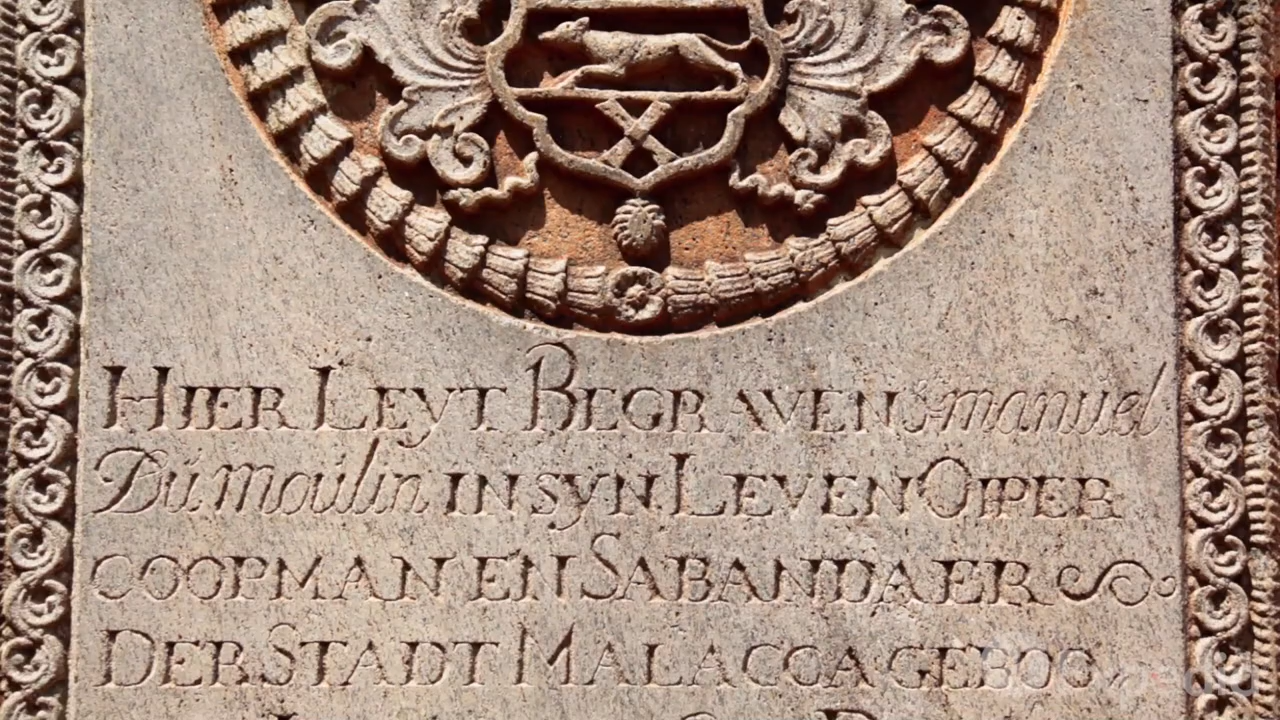 HIER LEYT BEGRAVEN Emanuel
Du moulin IN SYN LEVEN OPPER
COOPMAN EN SABANDAER
DER STADT MALACCA GEBOO